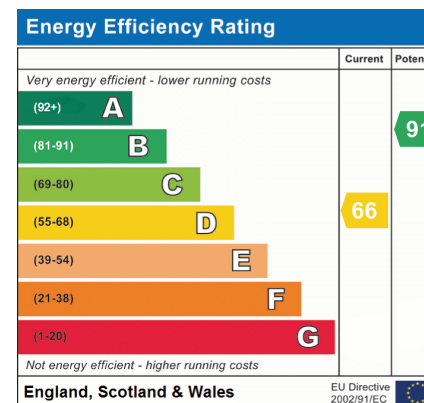 Energy Efficiency Rating
Current
Very energy efficient - lower running costs
(92+) A
(81-91) B
91
(69-80) C
(55-68) D
66
(39-54) E
(21-38) F
(1-20) G
Not energy efficient - higher running costs
England, Scotland & Wales
EU Directive
2002/91/EC